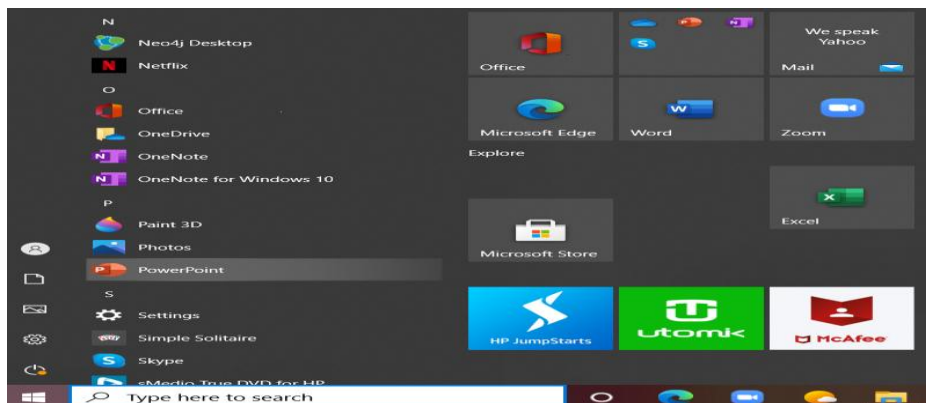 N
Neo4j Desktop
Netflix
O
Office
OneDrive
OneNote
OneNote for Windows 10
P
Paint 3D
Photos
PowerPoint
S
Settings
Simple Solitaire
Skype
sMedio True DVD for HP
Type here to search
Office
We speak
Yahoo
Mail
Microsoft Edge
Word
Zoom
Explore
Microsoft Store
Excel
HP JumpStarts
utomik
McAfee